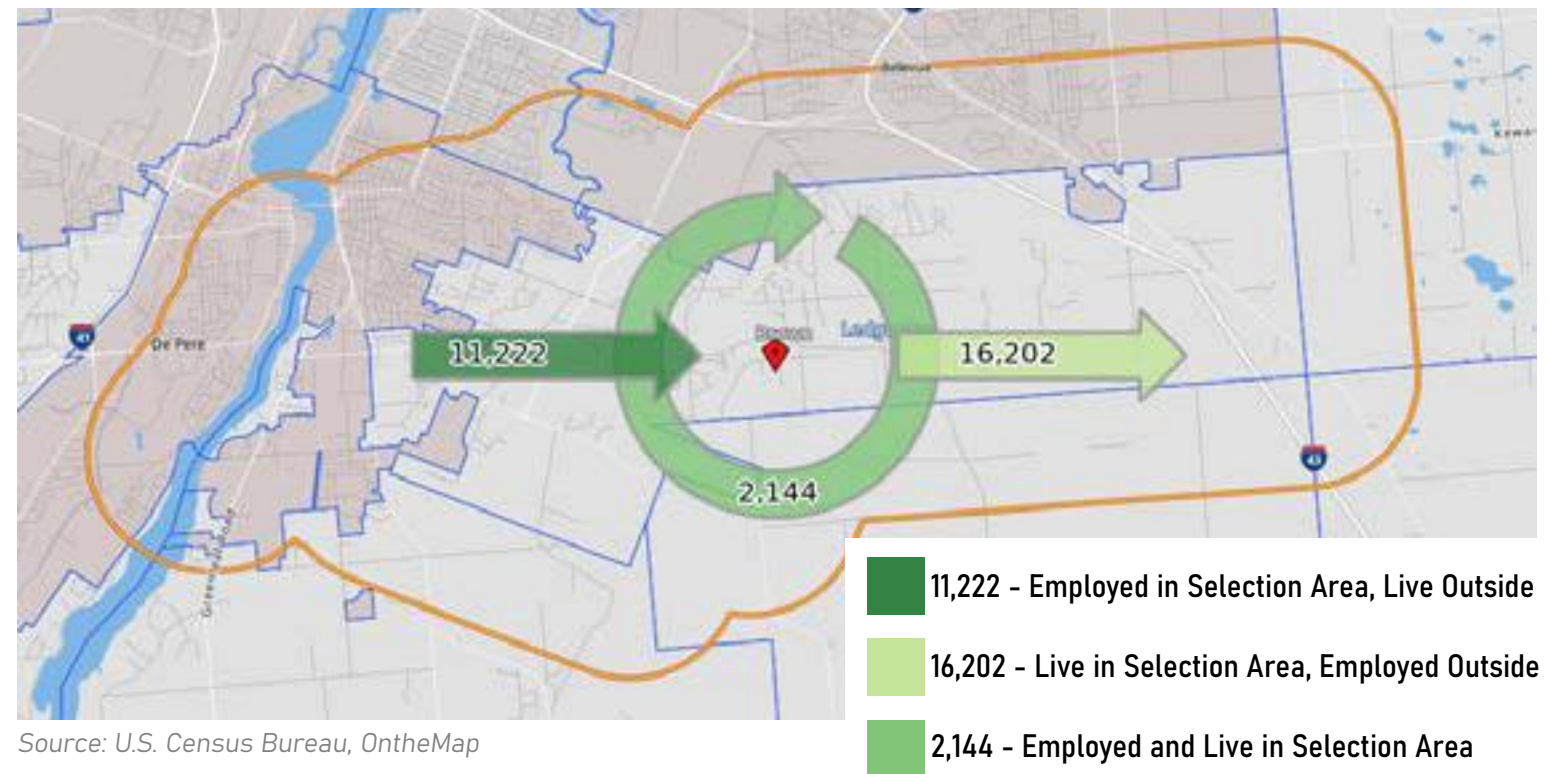 Bellevue
De Pere
11,222
16,202
2,144
43
11,222 - Employed in Selection Area, Live Outside
16,202 - Live in Selection Area, Employed Outside
2,144 - Employed and Live in Selection Area
Source: U.S. Census Bureau, OntheMap